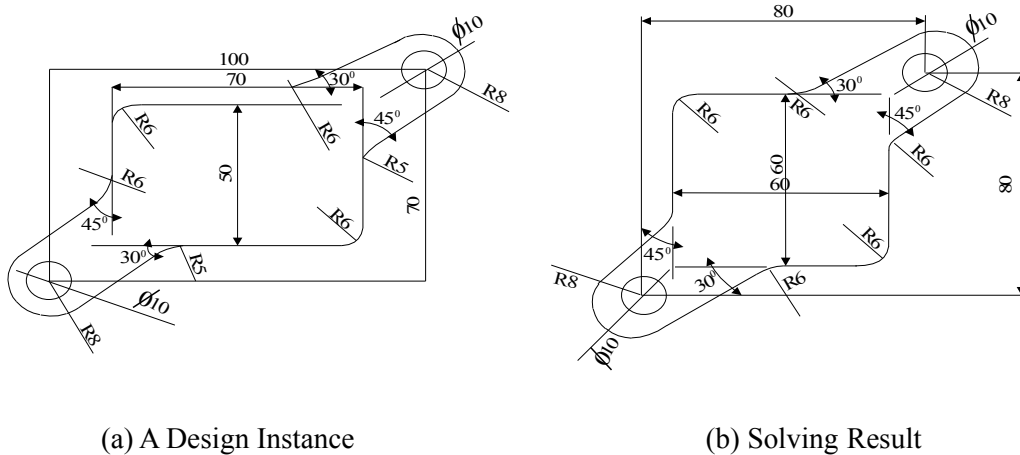 ϕ10
100
70
30⁰
R8
R6
R6
45⁰
50
R5
R6
70
R6
45⁰
30⁰
R5
ϕ10
R8
80
ϕ10
30⁰
R8
R6
R6
45⁰
R6
60
60
80
R6
45⁰
R8
30⁰
R6
ϕ10
(a) A Design Instance
(b) Solving Result